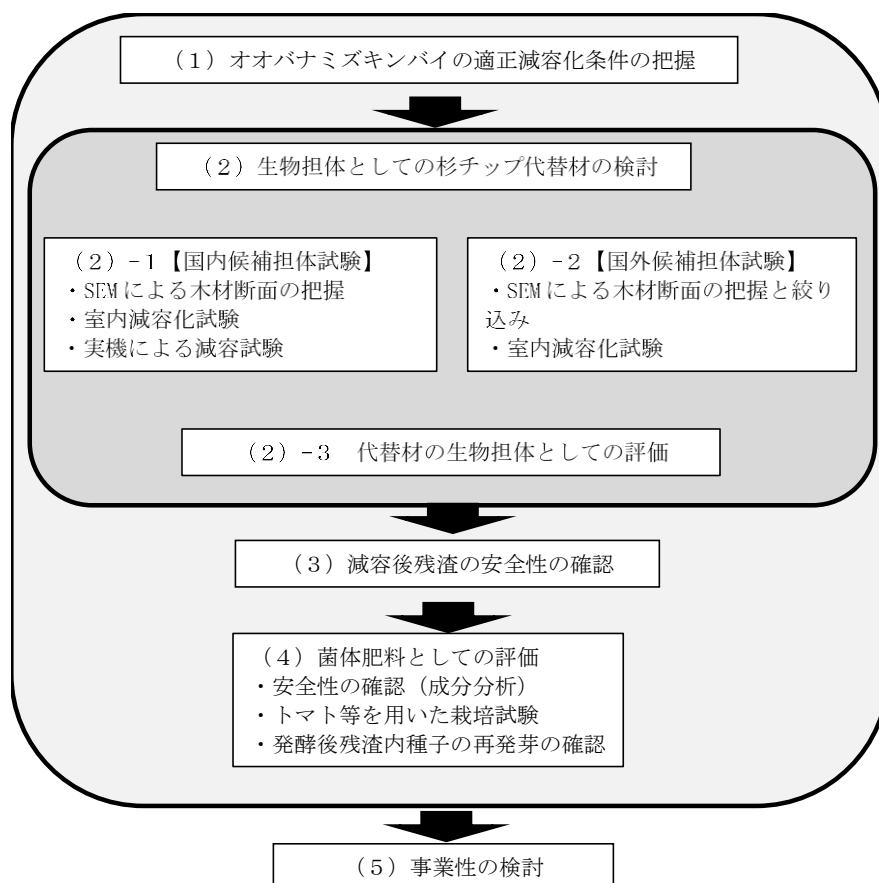 （１）オオバナミズキンバイの適正減容化条件の把握
（２）生物担体としての杉チップ代替材の検討
（２）-１【国内候補担体試験】
・SEMによる木材断面の把握
・室内減容化試験
・実機による減容試験
（２）-２【国外候補担体試験】
・SEMによる木材断面の把握と絞り
込み
・室内減容化試験
（２）-３　代替材の生物担体としての評価
（３）減容後残渣の安全性の確認
（４）菌体肥料としての評価
・安全性の確認（成分分析）
・トマト等を用いた栽培試験
・発酵後残渣内種子の再発芽の確認
（５）事業性の検討